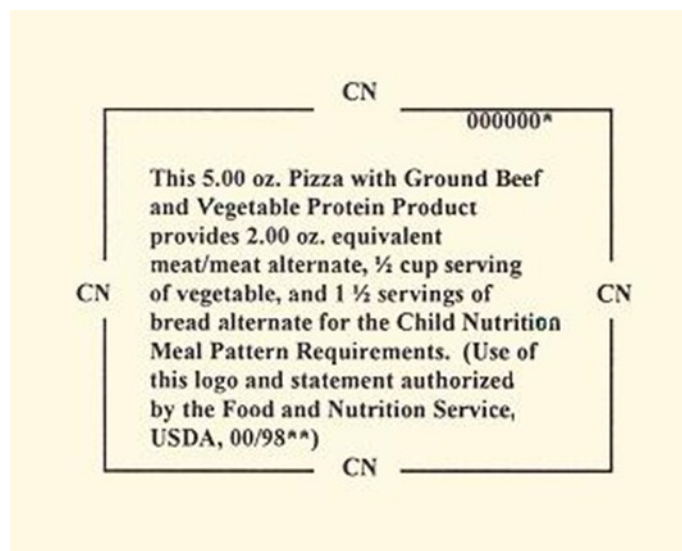 CN
000000^
This 5.00 oz. Pizza with Ground Beef
and Vegetable Protein Product
provides 2.00 oz. equivalent
meat/meat alternate, ½ cup serving
CN of vegetable, and 1 ½ servings of CN
bread alternate for the Child Nutrition
Meal Pattern Requirements. (Use of
this logo and statement authorized
by the Food and Nutrition Service,
USDA, 00/98^^)
CN